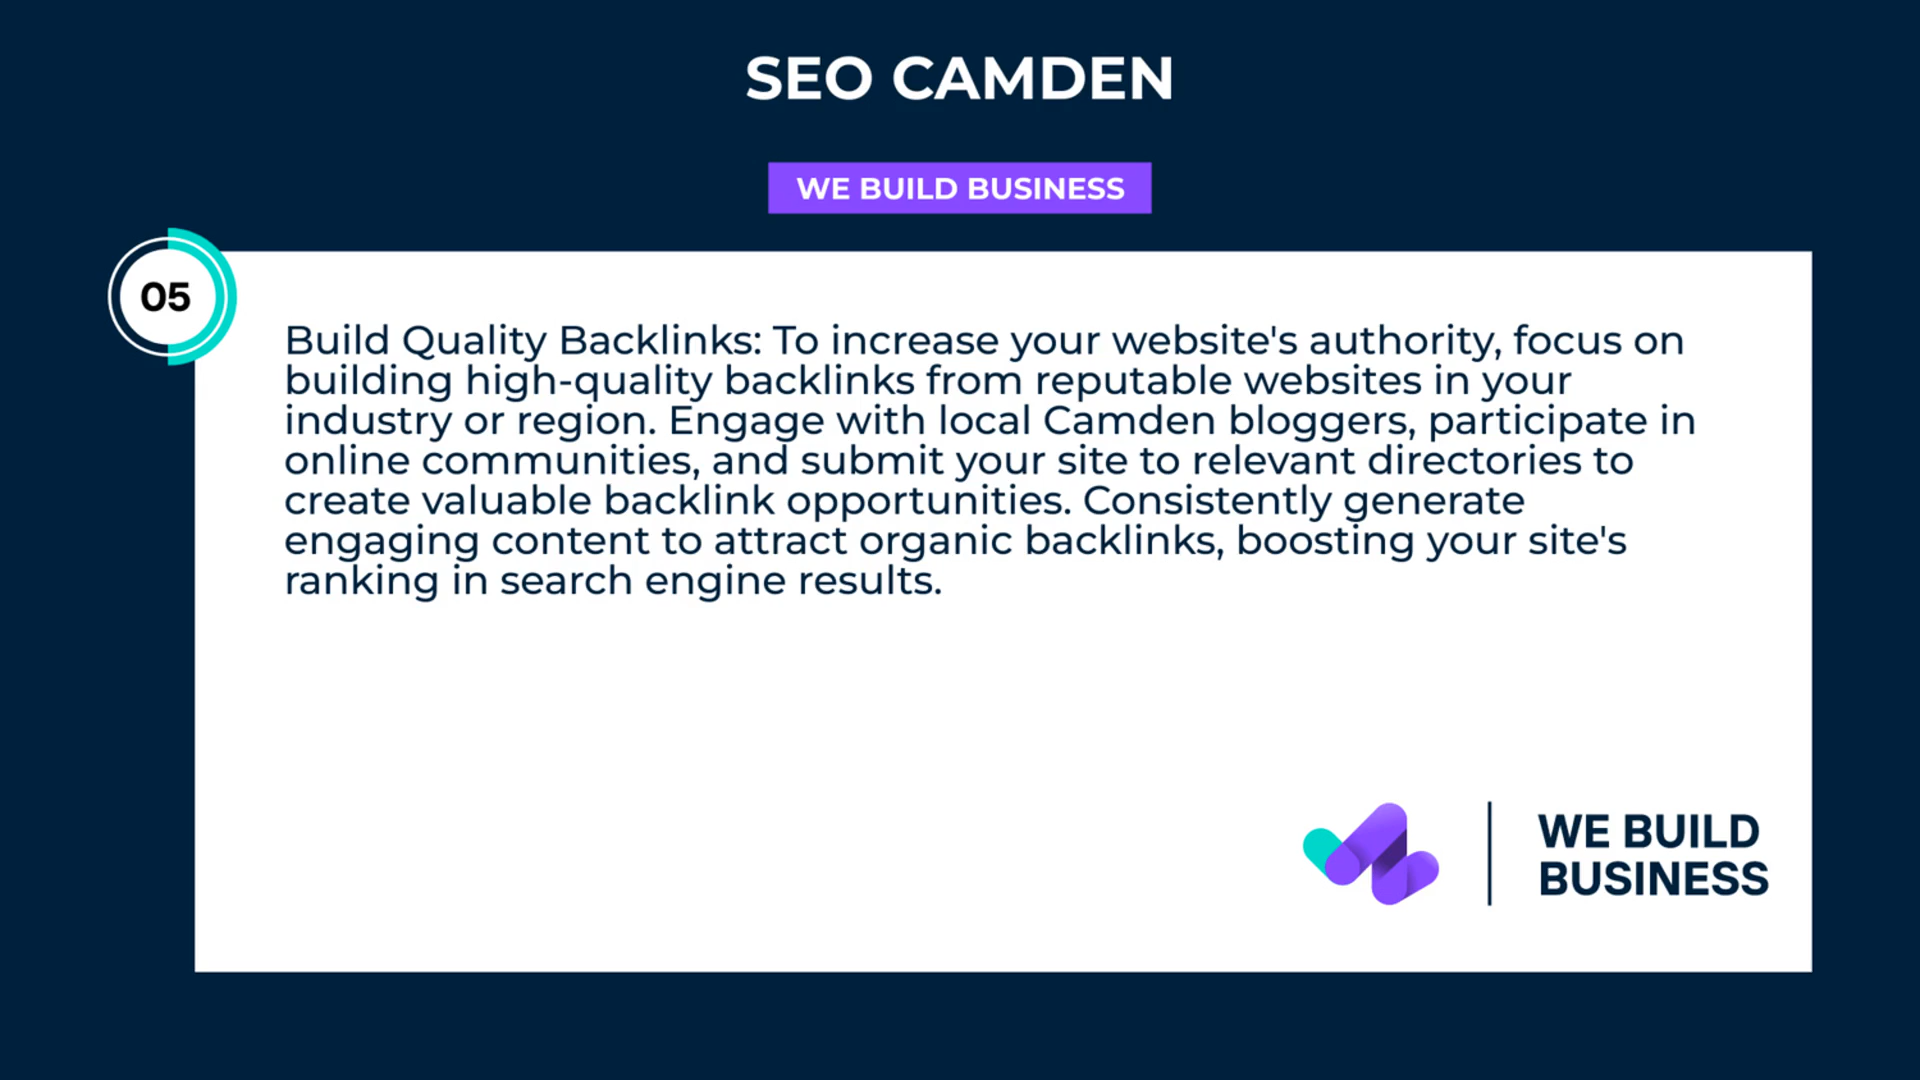 SEO CAMDEN
WE BUILD BUSINESS
05
Build Quality Backlinks: To increase your website's authority, focus on
building high-quality backlinks from reputable websites in your
industry or region. Engage with local Camden bloggers, participate in
online communities, and submit your site to relevant directories to
create valuable backlink opportunities. Consistently generate
engaging content to attract organic backlinks, boosting your site's
ranking in search engine results.
WE BUILD
BUSINESS